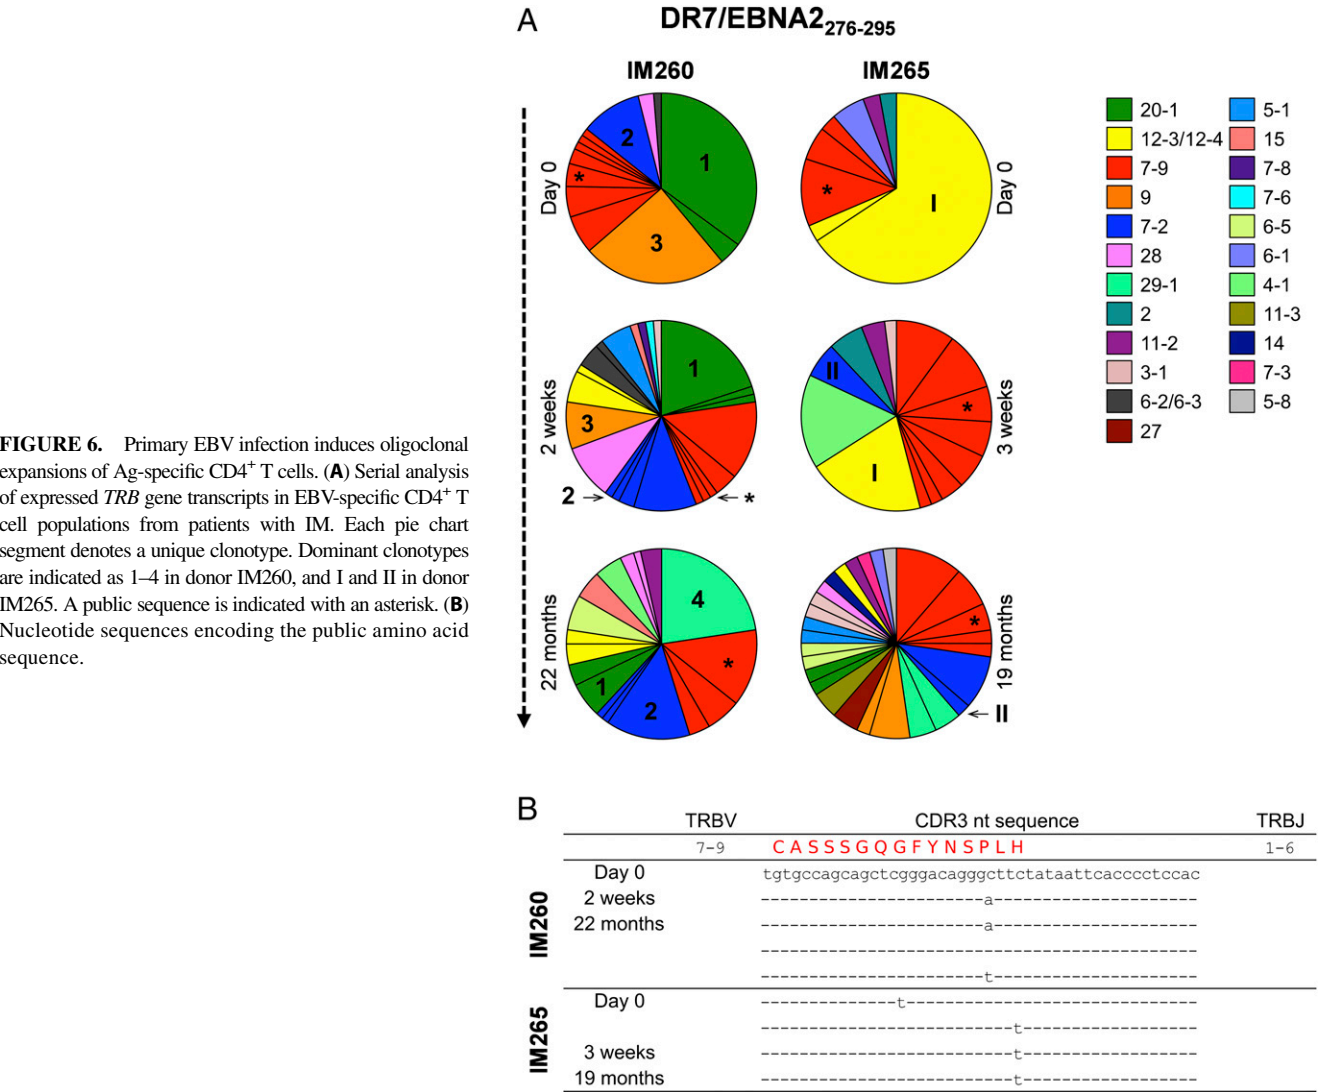 FIGURE 6. Primary EBV infection induces oligoclonal
expansions of Ag-specific CD4+ T cells. (A) Serial analysis
of expressed TRB gene transcripts in EBV-specific CD4+ T
cell populations from patients with IM. Each pie chart
segment denotes a unique clonotype. Dominant clonotypes
are indicated as 1–4 in donor IM260, and I and II in donor
IM265. A public sequence is indicated with an asterisk. (B)
Nucleotide sequences encoding the public amino acid
sequence.
A
DR7/EBNA2276-295
IM260
IM265
Day 0
1
2
3
*
Day 0
I
*
2 weeks
1
3
2
*
3 weeks
*
II
I
22 months
4
*
1
2
19 months
*
II
20-1
12-3/12-4
7-9
9
7-2
28
29-1
2
11-2
3-1
6-2/6-3
27
5-1
15
7-8
7-6
6-5
6-1
4-1
11-3
14
7-3
5-8
B
TRBV CDR3 nt sequence TRBJ
7-9 CASSSGQGFYNSPLH 1-6
IM260
Day 0 tgtgccagcagctcgggacagggcttctataattcacccctccac
2 weeks -----------------------a---------------------
22 months -----------------------a---------------------
---------------------------------------------
-----------------------t---------------------
IM265
Day 0 --------------t------------------------------
--------------------------t------------------
3 weeks --------------------------t------------------
19 months --------------------------t------------------